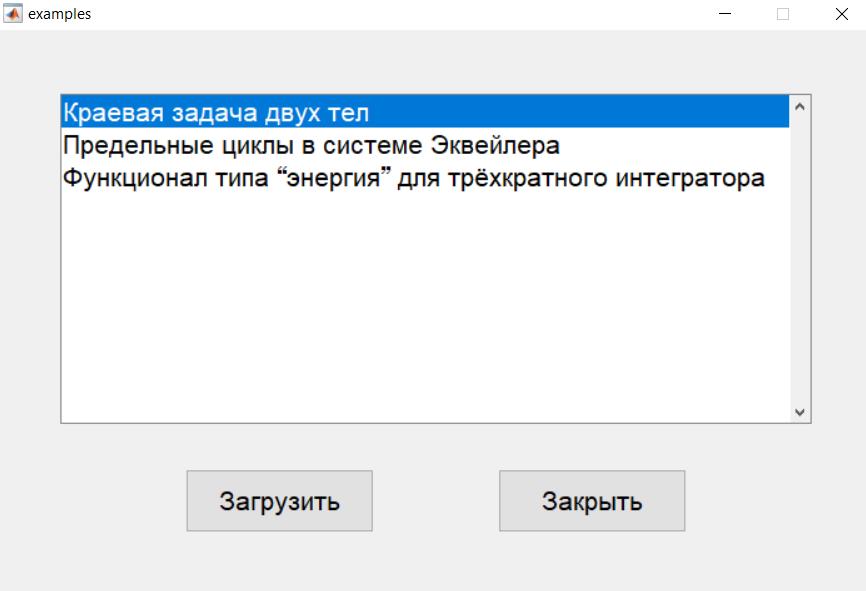 examples
Краевая задача двух тел
Предельные циклы в системе Эквейлера
Функционал типа “энергия” для трёхкратного интегратора
Загрузить
Закрыть